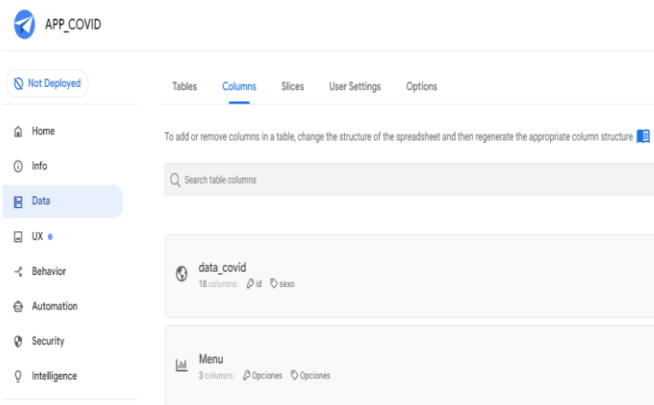 APP_COVID
Not Deployed
Tables Columns Slices User Settings Options
Home
To add or remove columns in a table, change the structure of the spreadsheet and then regenerate the appropriate column structure
Info
Search table columns
Data
UX
data_covid
18 columns: id sexo
Behavior
Automation
Security
Menu
3 columns: Opciones Opciones
Intelligence